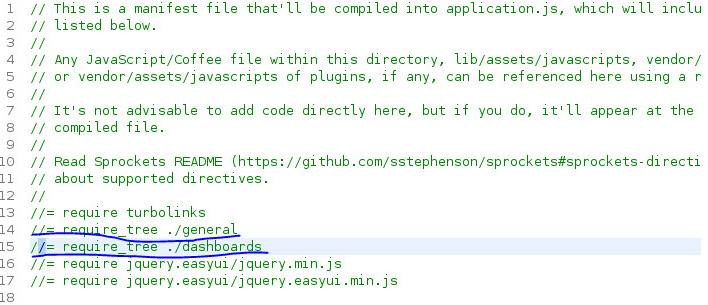 1 // This is a manifest file that'll be compiled into application.js, which will inclu
2 // listed below.
3 //
4 // Any JavaScript/Coffee file within this directory, lib/assets/javascripts, vendor/
5 // or vendor/assets/javascripts of plugins, if any, can be referenced here using a r
6 //
7 // It's not advisable to add code directly here, but if you do, it'll appear at the
8 // compiled file.
9 //
10 // Read Sprockets README (https://github.com/sstephenson/sprockets#sprockets-directi
11 // about supported directives.
12 //
13 //= require turbolinks
14 //= require_tree ./general
15 //= require_tree ./dashboards
16 //= require jquery.easyui/jquery.min.js
17 //= require jquery.easyui/jquery.easyui.min.js
18